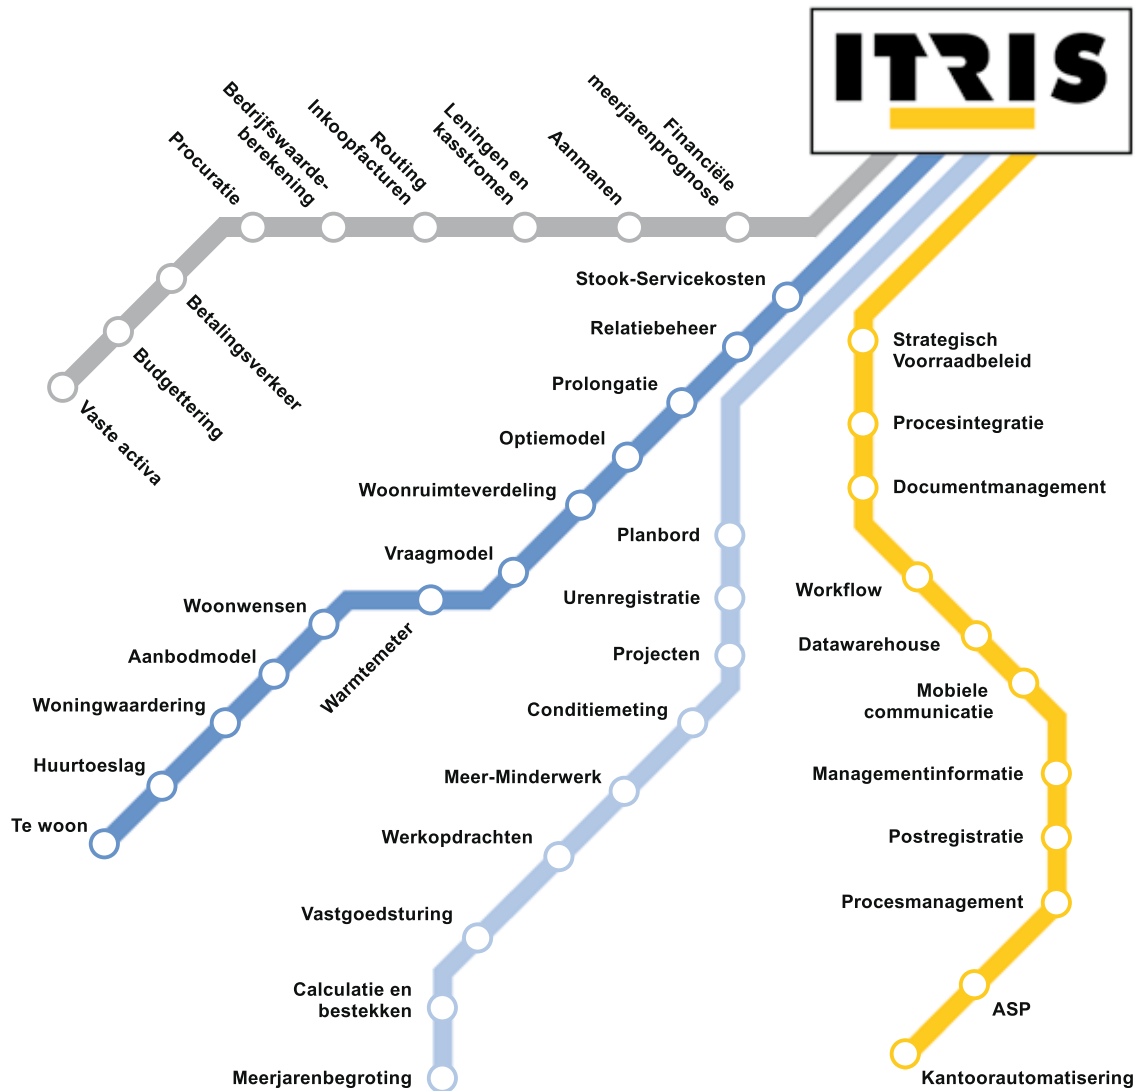 ITRIS
Financiële
meerjarenprognose
Aanmanen
Leningen en
kasstromen
Routing
Inkoopfacturen
Bedrijfswaarde-
berekening
Procuratie
Betalingsverkeer
Budgettering
Vaste activa
Stook-Servicekosten
Relatiebeheer
Prolongatie
Optiemodel
Woonruimteverdeling
Vraagmodel
Warmtemeter
Woonwensen
Aanbodmodel
Woningwaardering
Huurtoeslag
Te woon
Planbord
Urenregistratie
Projecten
Conditiemeting
Meer-Minderwerk
Werkopdrachten
Vastgoedsturing
Calculatie en
bestekken
Meerjarenbegroting
Strategisch
Voorraadbeleid
Procesintegratie
Documentmanagement
Workflow
Datawarehouse
Mobiele
communicatie
Managementinformatie
Postregistratie
Procesmanagement
ASP
Kantoorautomatisering